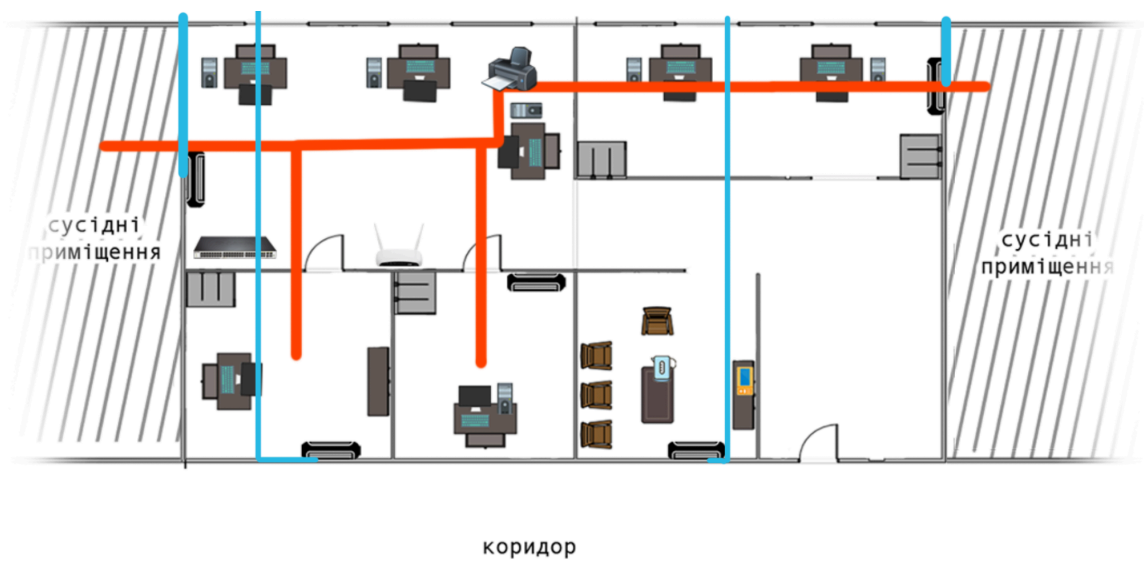 сусідні
приміщення
сусідні
приміщення
коридор